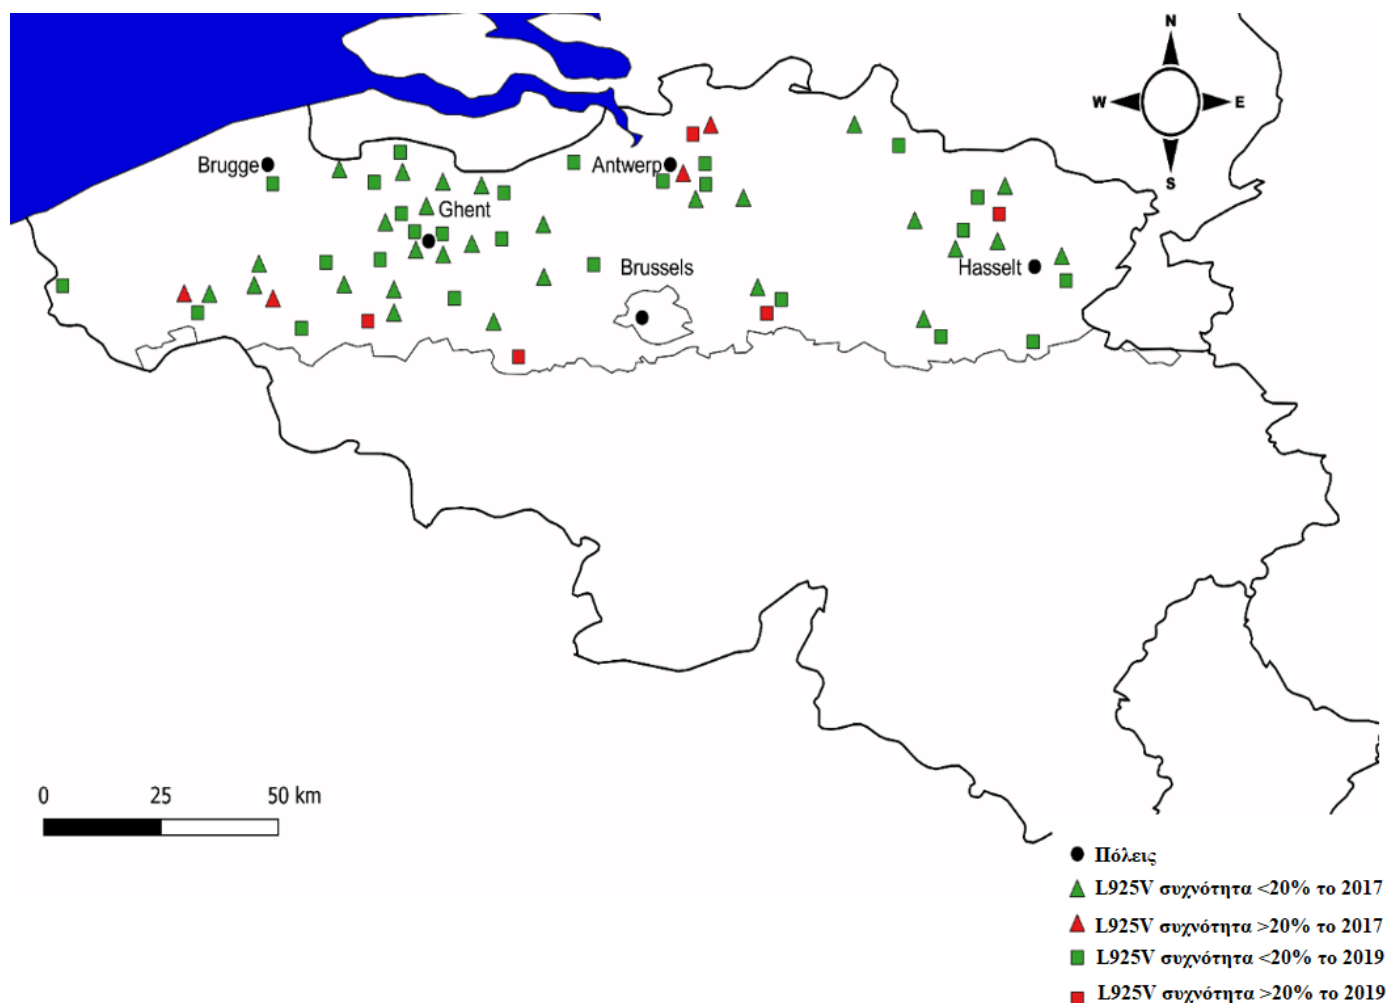 N
W E
S
Brugge
Antwerp
Ghent
Brussels
Hasselt
0 25 50 km
Πόλεις
L925V συχνότητα <20% το 2017
L925V συχνότητα >20% το 2017
L925V συχνότητα <20% το 2019
L925V συχνότητα >20% το 2019